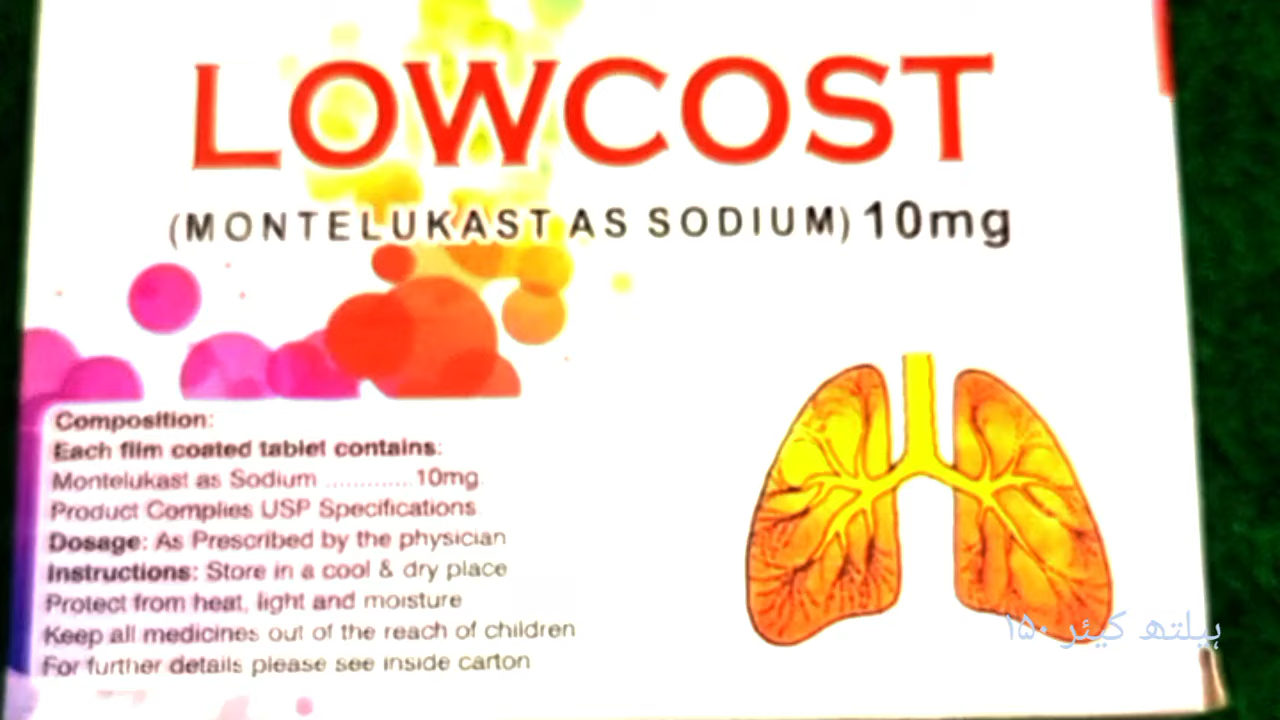 LOWCOST
(MONTELUKAST AS SODIUM) 10mg
Composition:
Each film coated tablet contains:
Montelukast as Sodium ............10mg
Product Complies USP Specifications
Dosage: As Prescribed by the physician
Instructions: Store in a cool & dry place
Protect from heat, light and moisture
Keep all medicines out of the reach of children
For further details please see inside carton
ہیلتھ کیئر ۱۵۰